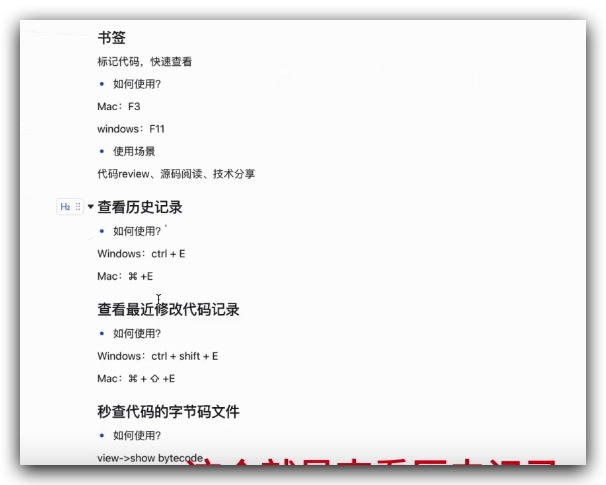 书签
标记代码，快速查看
• 如何使用?
Mac：F3
windows：F11
• 使用场景
代码review、源码阅读、技术分享
H₂ 查看历史记录
• 如何使用?
Windows：ctrl + E
Mac：⌘ +E
查看最近修改代码记录
• 如何使用?
Windows：ctrl + shift + E
Mac：⌘ + ⇧ +E
秒查代码的字节码文件
• 如何使用?
view->show bytecode